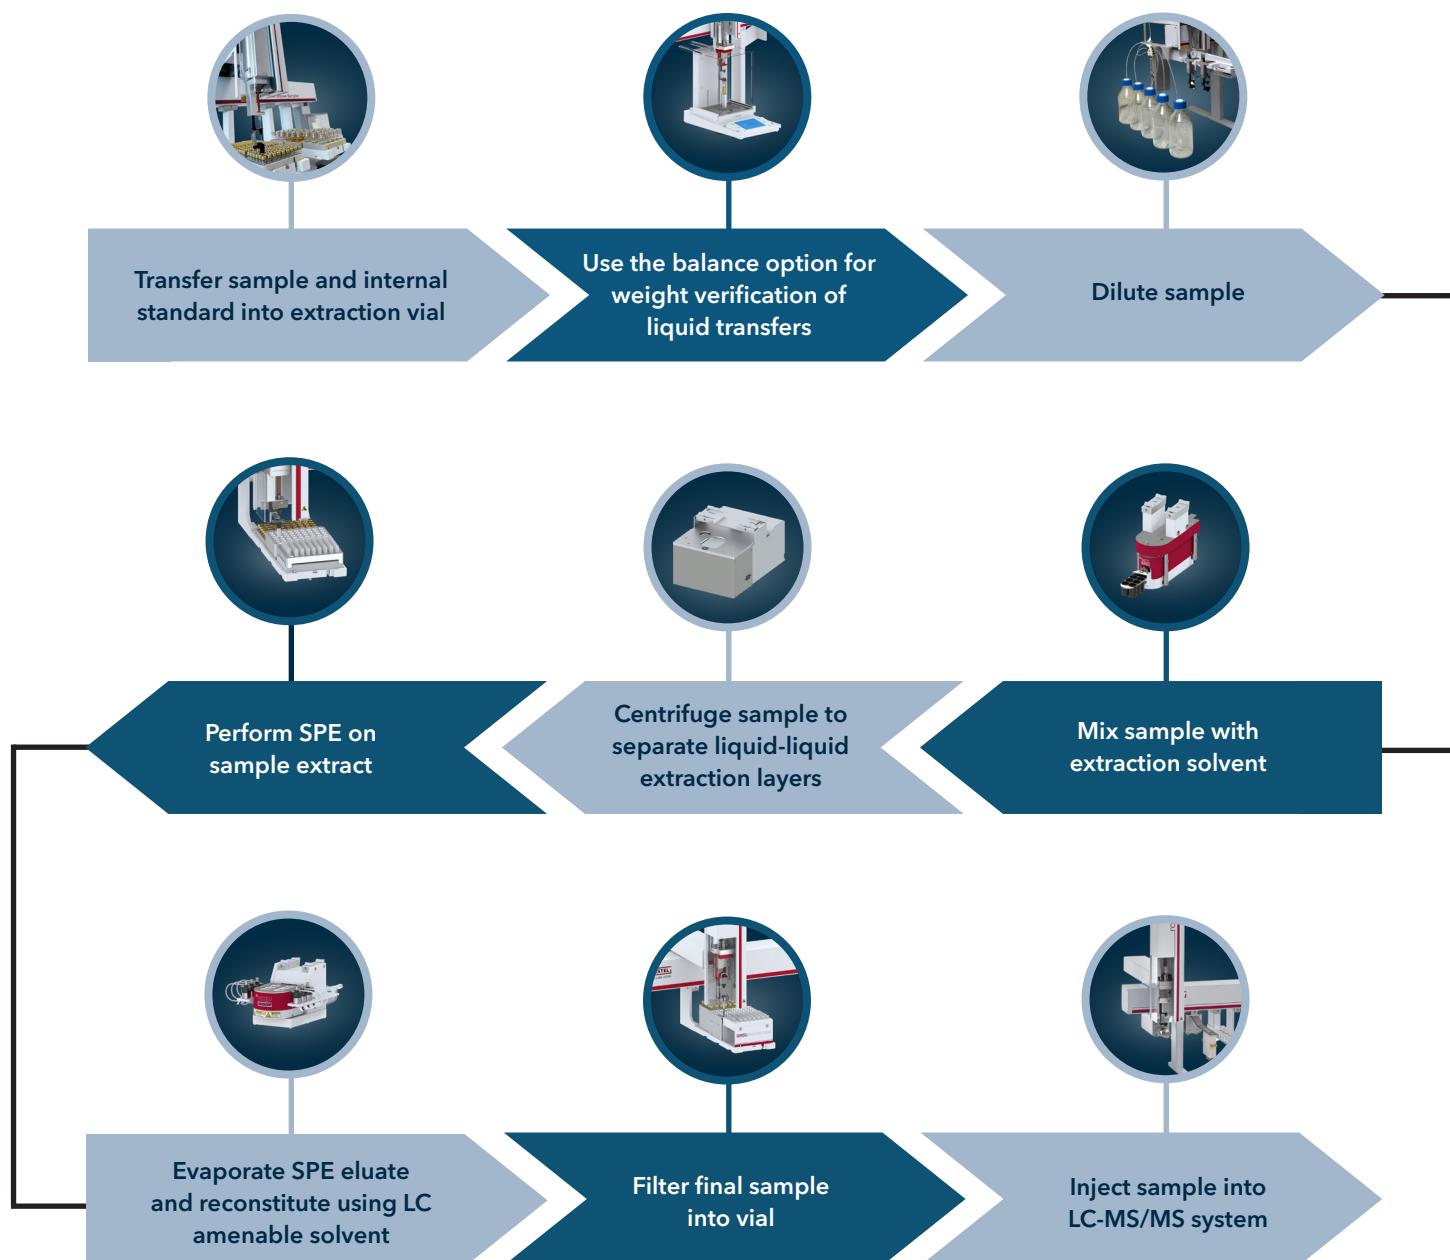 Transfer sample and internal
standard into extraction vial
Use the balance option for
weight verification of
liquid transfers
Dilute sample
Mix sample with
extraction solvent
Centrifuge sample to
separate liquid-liquid
extraction layers
Perform SPE on
sample extract
Evaporate SPE eluate
and reconstitute using LC
amenable solvent
Filter final sample
into vial
Inject sample into
LC-MS/MS system